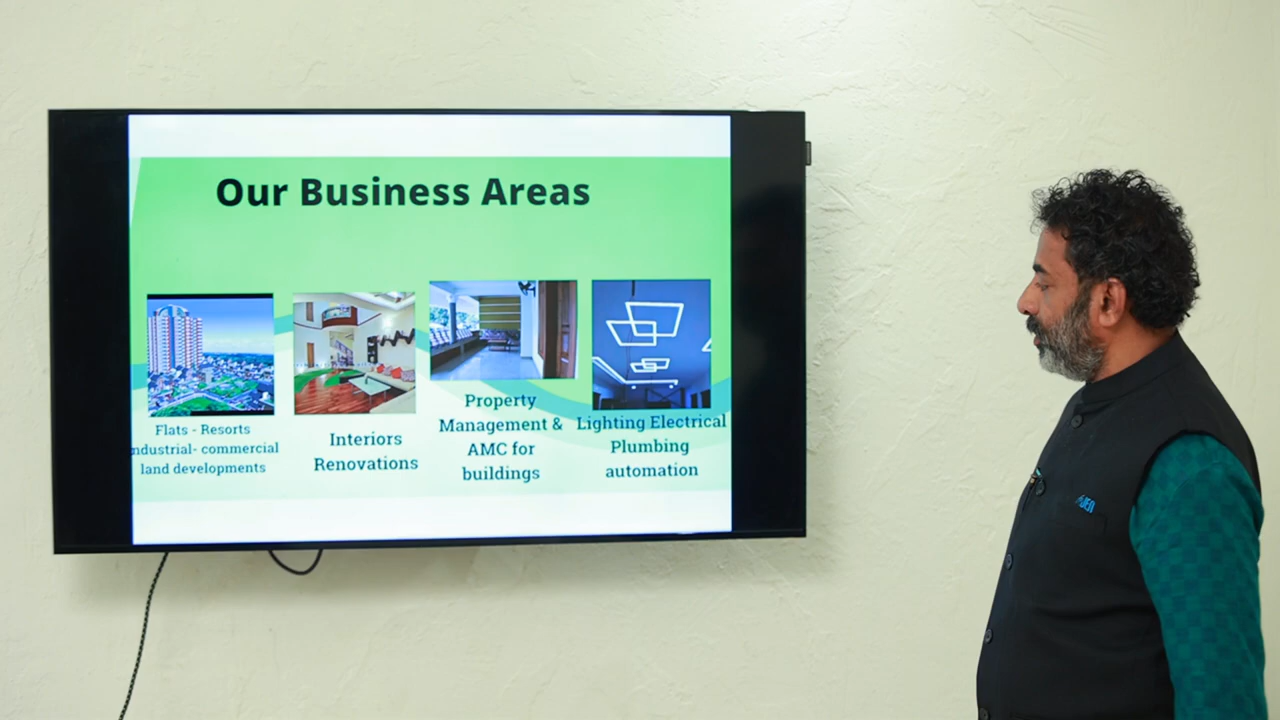 Our Business Areas
Flats - Resorts
ndustrial- commercial
land developments
Interiors
Renovations
Property
Management &
AMC for
buildings
Lighting Electrical
Plumbing
automation